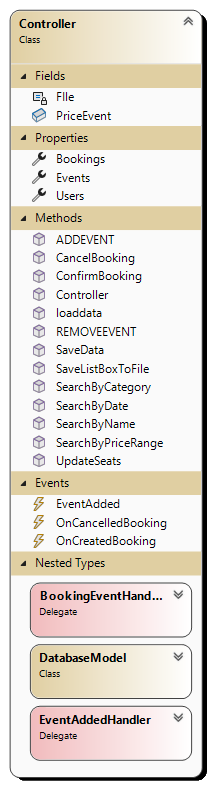 Controller
Class
Fields
FIle
PriceEvent
Properties
Bookings
Events
Users
Methods
ADDEVENT
CancelBooking
ConfirmBooking
Controller
loaddata
REMOVEEVENT
SaveData
SaveListBoxToFile
SearchByCategory
SearchByDate
SearchByName
SearchByPriceRange
UpdateSeats
Events
EventAdded
OnCancelledBooking
OnCreatedBooking
Nested Types
BookingEventHand...
Delegate
DatabaseModel
Class
EventAddedHandler
Delegate